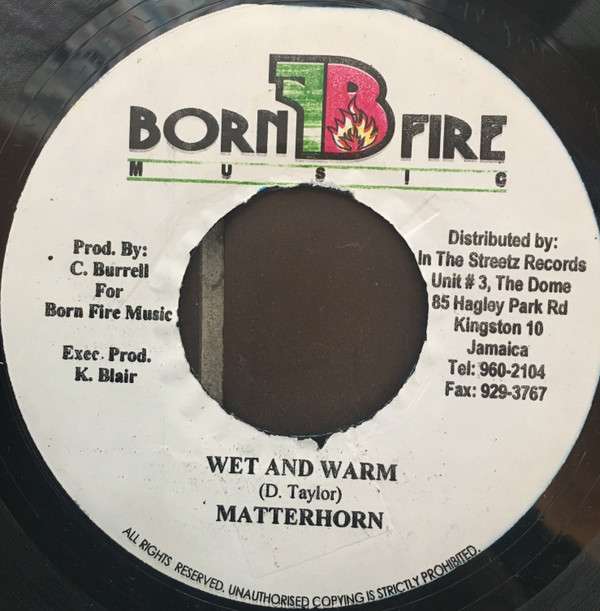 BORN FIRE
MUSIC
Prod. By:
C. Burrell
For
Born Fire Music
Exec. Prod.
K. Blair
Distributed by:
In The Streetz Records
Unit # 3, The Dome
85 Hagley Park Rd
Kingston 10
Jamaica
Tel: 960-2104
Fax: 929-3767
WET AND WARM
(D. Taylor)
MATTERHORN
ALL RIGHTS RESERVED. UNAUTHORISED COPYING IS STRICTLY PROHIBITED.